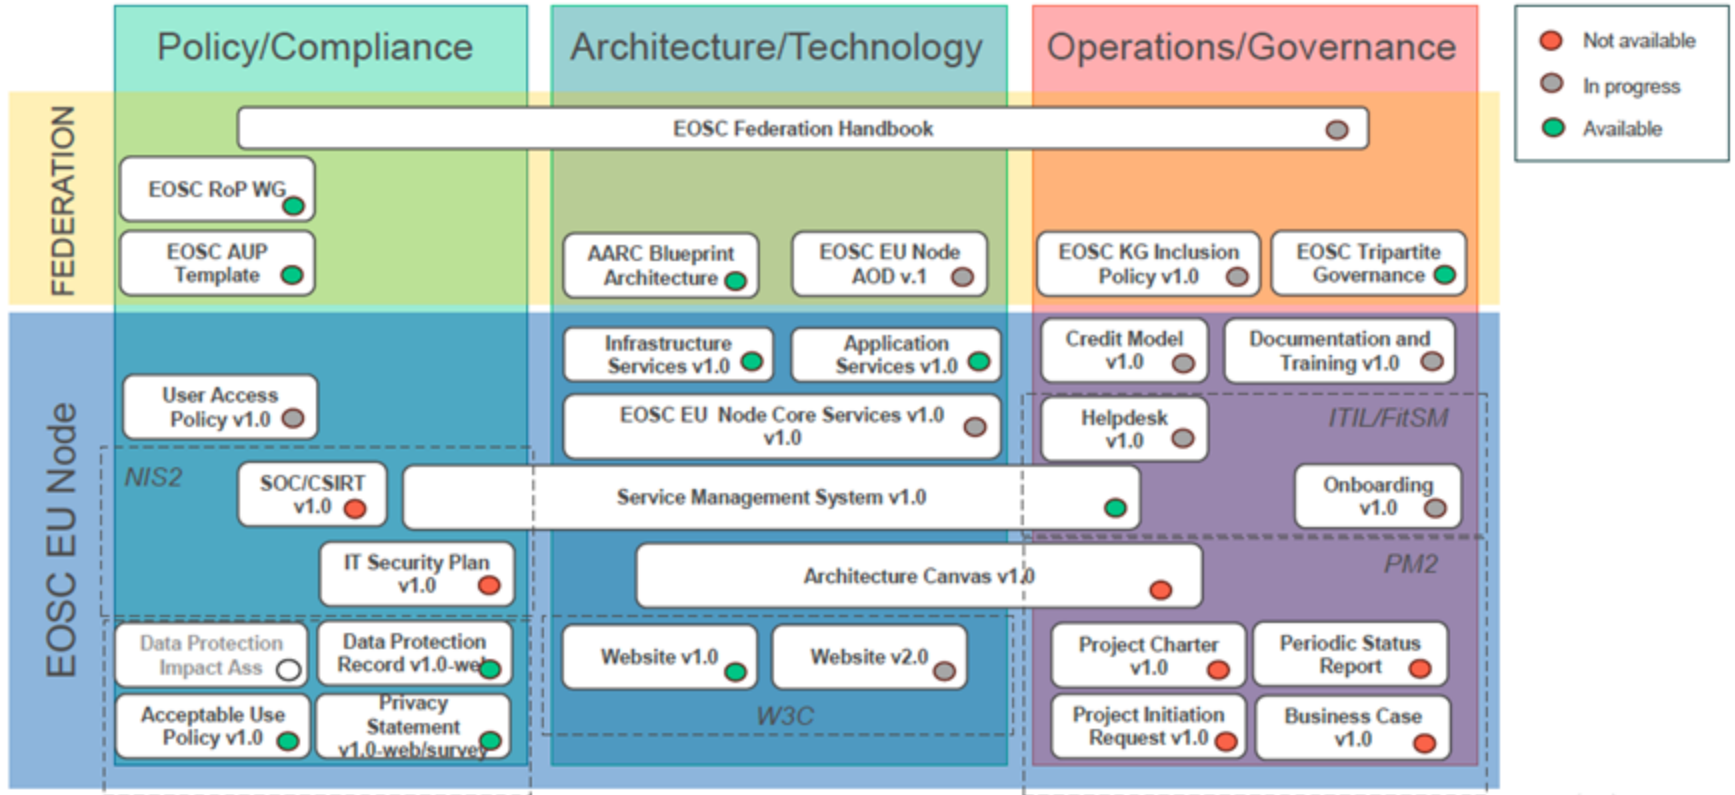 Policy/Compliance
Architecture/Technology
Operations/Governance
Not available
In progress
Available
FEDERATION
EOSC Federation Handbook
EOSC RoP WG
EOSC AUP
Template
AARC Blueprint
Architecture
EOSC EU Node
AOD v.1
EOSC KG Inclusion
Policy v1.0
EOSC Tripartite
Governance
EOSC EU Node
User Access
Policy v1.0
Infrastructure
Services v1.0
Application
Services v1.0
EOSC EU  Node Core Services v1.0
v1.0
Credit Model
v1.0
Documentation and
Training v1.0
Helpdesk
v1.0
ITIL/FitSM
NIS2
SOC/CSIRT
v1.0
Service Management System v1.0
Onboarding
v1.0
IT Security Plan
v1.0
Architecture Canvas v1.0
PM2
Data Protection
Impact Ass
Data Protection
Record v1.0-web
Acceptable Use
Policy v1.0
Privacy
Statement
v1.0-web/survey
Website v1.0
Website v2.0
W3C
Project Charter
v1.0
Periodic Status
Report
Project Initiation
Request v1.0
Business Case
v1.0